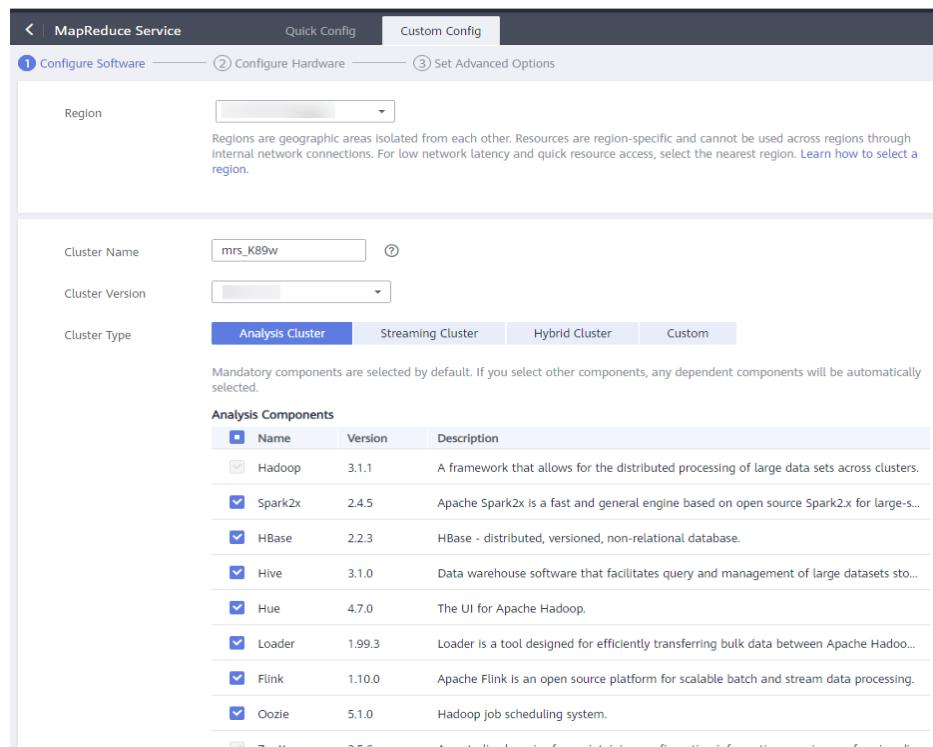 MapReduce Service Quick Config Custom Config
1 Configure Software 2 Configure Hardware 3 Set Advanced Options
Region
Regions are geographic areas isolated from each other. Resources are region-specific and cannot be used across regions through
internal network connections. For low network latency and quick resource access, select the nearest region. Learn how to select a
region.
Cluster Name mrs_K89w ?
Cluster Version
Cluster Type Analysis Cluster Streaming Cluster Hybrid Cluster Custom
Mandatory components are selected by default. If you select other components, any dependent components will be automatically
selected.
Analysis Components
Name Version Description
Hadoop 3.1.1 A framework that allows for the distributed processing of large data sets across clusters.
Spark2x 2.4.5 Apache Spark2x is a fast and general engine based on open source Spark2.x for large-s...
HBase 2.2.3 HBase - distributed, versioned, non-relational database.
Hive 3.1.0 Data warehouse software that facilitates query and management of large datasets sto...
Hue 4.7.0 The UI for Apache Hadoop.
Loader 1.99.3 Loader is a tool designed for efficiently transferring bulk data between Apache Hadoo...
Flink 1.10.0 Apache Flink is an open source platform for scalable batch and stream data processing.
Oozie 5.1.0 Hadoop job scheduling system.